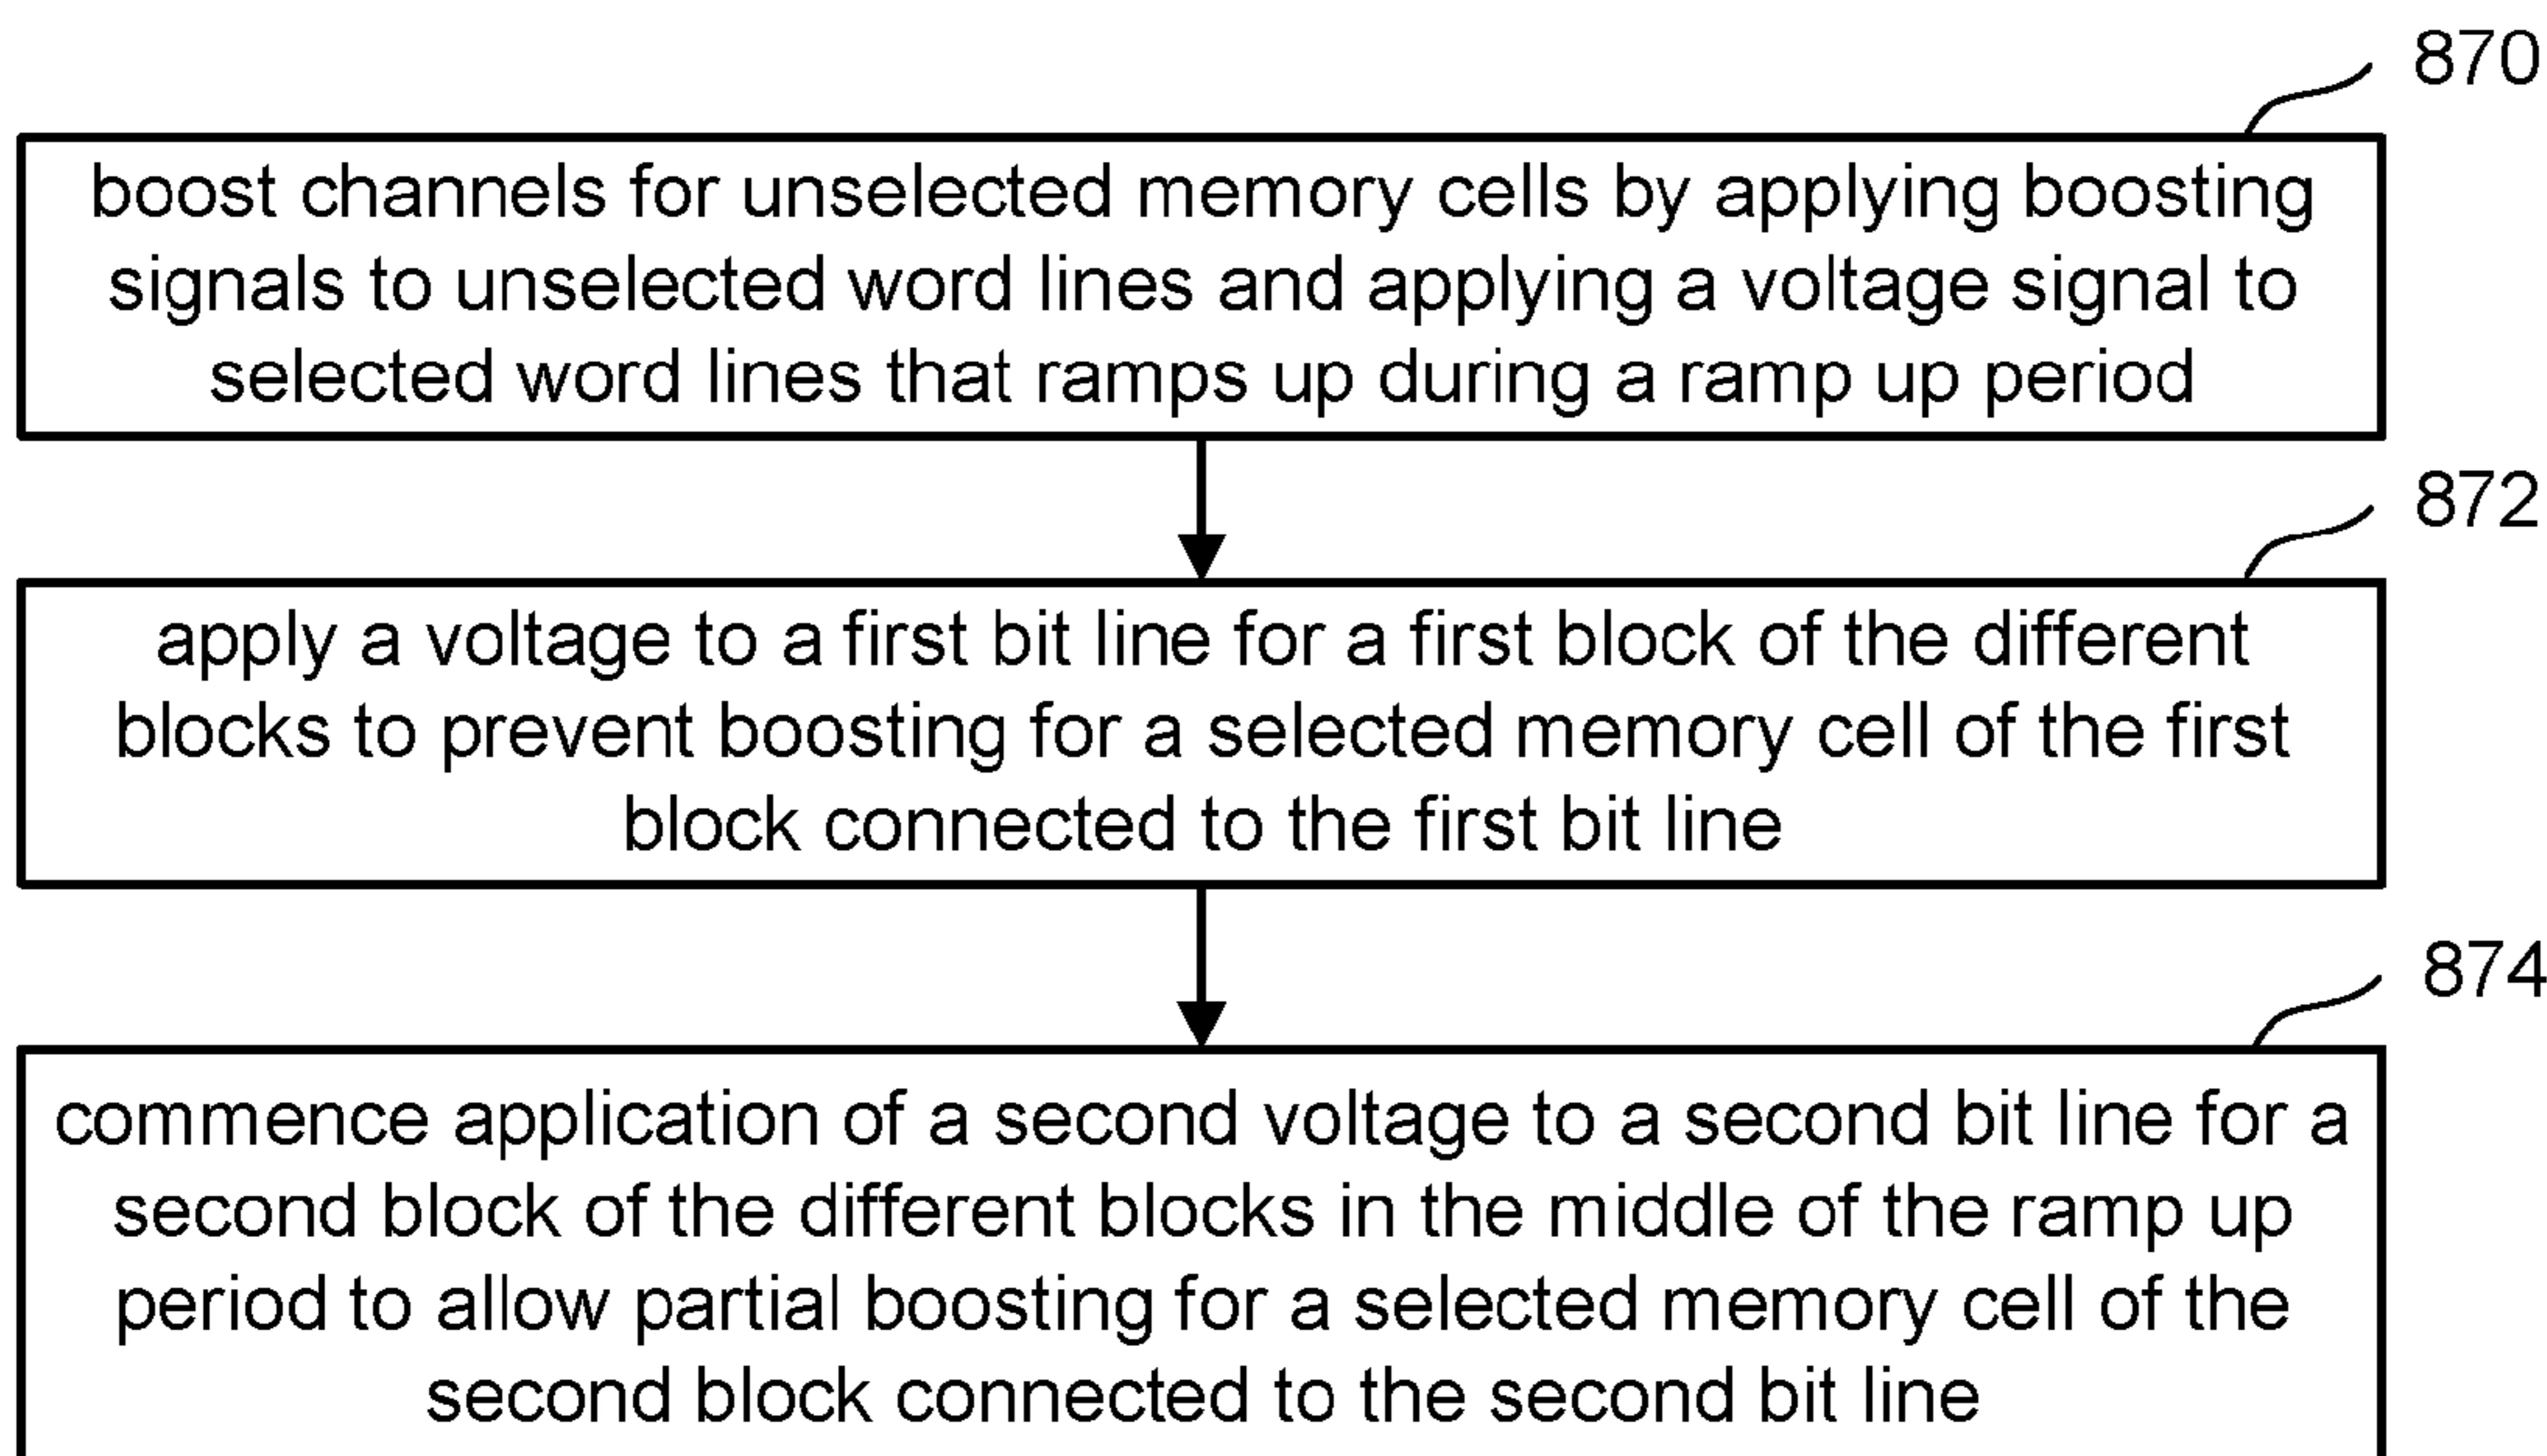 870
boost channels for unselected memory cells by applying boosting
signals to unselected word lines and applying a voltage signal to
selected word lines that ramps up during a ramp up period
872
apply a voltage to a first bit line for a first block of the different
blocks to prevent boosting for a selected memory cell of the first
block connected to the first bit line
874
commence application of a second voltage to a second bit line for a
second block of the different blocks in the middle of the ramp up
period to allow partial boosting for a selected memory cell of the
second block connected to the second bit line